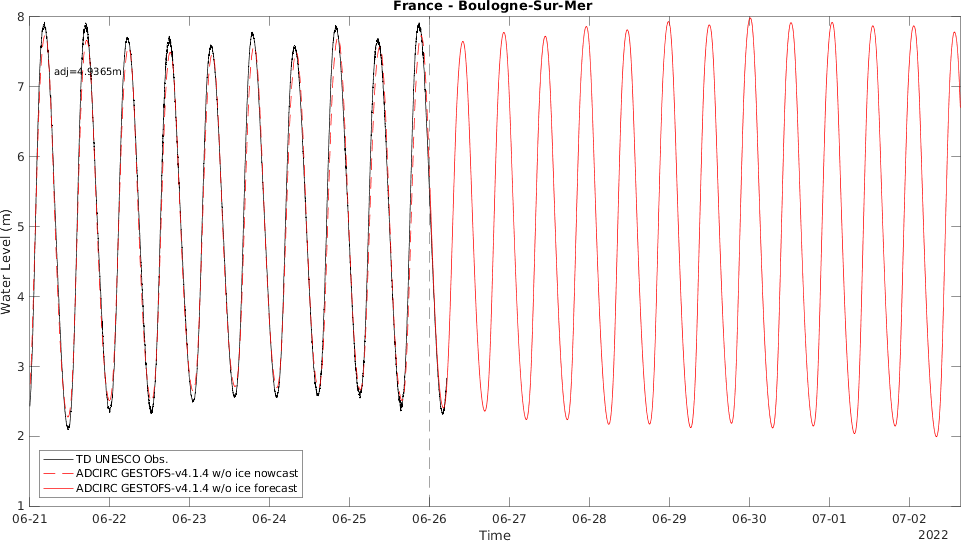 France - Boulogne-Sur-Mer
adj=4.9365m
Water Level (m)
8
7
6
5
4
3
2
1
TD UNESCO Obs.
ADCIRC GESTOFS-v4.1.4 w/o ice nowcast
ADCIRC GESTOFS-v4.1.4 w/o ice forecast
06-21 06-22 06-23 06-24 06-25 06-26 06-27 06-28 06-29 06-30 07-01 07-02
Time
2022